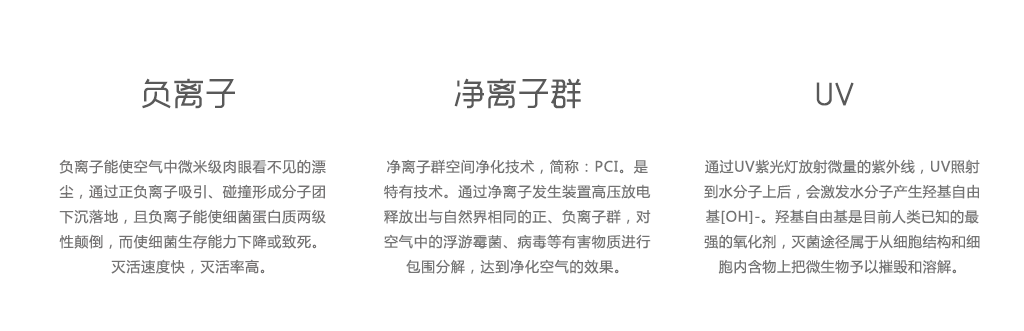 负离子
负离子能使空气中微米级肉眼看不见的漂
尘，通过正负离子吸引、碰撞形成分子团
下沉落地，且负离子能使细菌蛋白质两级
性颠倒，而使细菌生存能力下降或致死。
灭活速度快，灭活率高。
净离子群
净离子群空间净化技术，简称：PCI。是
特有技术。通过净离子发生装置高压放电
释放出与自然界相同的正、负离子群，对
空气中的浮游霉菌、病毒等有害物质进行
包围分解，达到净化空气的效果。
UV
通过UV紫光灯放射微量的紫外线，UV照射
到水分子上后，会激发水分子产生羟基自由
基[OH]-。羟基自由基是目前人类已知的最
强的氧化剂，灭菌途径属于从细胞结构和细
胞内含物上把微生物予以摧毁和溶解。